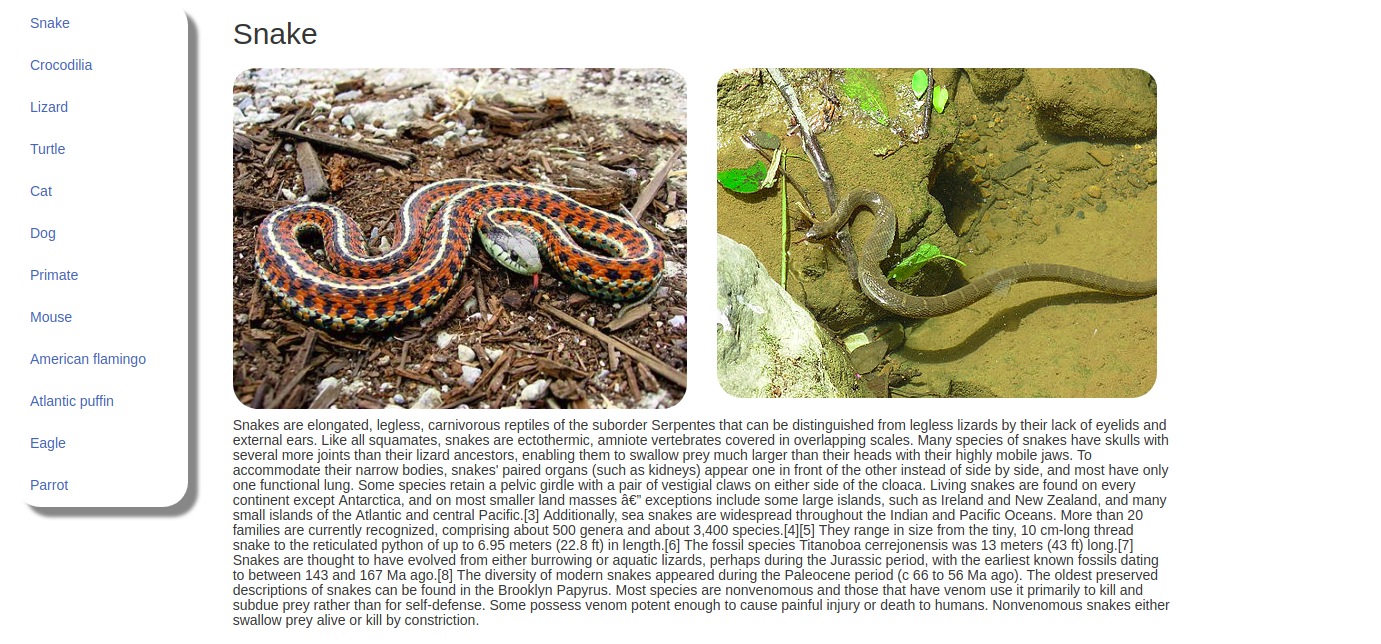 Snake
Crocodilia
Lizard
Turtle
Cat
Dog
Primate
Mouse
American flamingo
Atlantic puffin
Eagle
Parrot
Snake
Snakes are elongated, legless, carnivorous reptiles of the suborder Serpentes that can be distinguished from legless lizards by their lack of eyelids and
external ears. Like all squamates, snakes are ectothermic, amniote vertebrates covered in overlapping scales. Many species of snakes have skulls with
several more joints than their lizard ancestors, enabling them to swallow prey much larger than their heads with their highly mobile jaws. To
accommodate their narrow bodies, snakes' paired organs (such as kidneys) appear one in front of the other instead of side by side, and most have only
one functional lung. Some species retain a pelvic girdle with a pair of vestigial claws on either side of the cloaca. Living snakes are found on every
continent except Antarctica, and on most smaller land masses â€” exceptions include some large islands, such as Ireland and New Zealand, and many
small islands of the Atlantic and central Pacific.[3] Additionally, sea snakes are widespread throughout the Indian and Pacific Oceans. More than 20
families are currently recognized, comprising about 500 genera and about 3,400 species.[4][5] They range in size from the tiny, 10 cm-long thread
snake to the reticulated python of up to 6.95 meters (22.8 ft) in length.[6] The fossil species Titanoboa cerrejonensis was 13 meters (43 ft) long.[7]
Snakes are thought to have evolved from either burrowing or aquatic lizards, perhaps during the Jurassic period, with the earliest known fossils dating
to between 143 and 167 Ma ago.[8] The diversity of modern snakes appeared during the Paleocene period (c 66 to 56 Ma ago). The oldest preserved
descriptions of snakes can be found in the Brooklyn Papyrus. Most species are nonvenomous and those that have venom use it primarily to kill and
subdue prey rather than for self-defense. Some possess venom potent enough to cause painful injury or death to humans. Nonvenomous snakes either
swallow prey alive or kill by constriction.